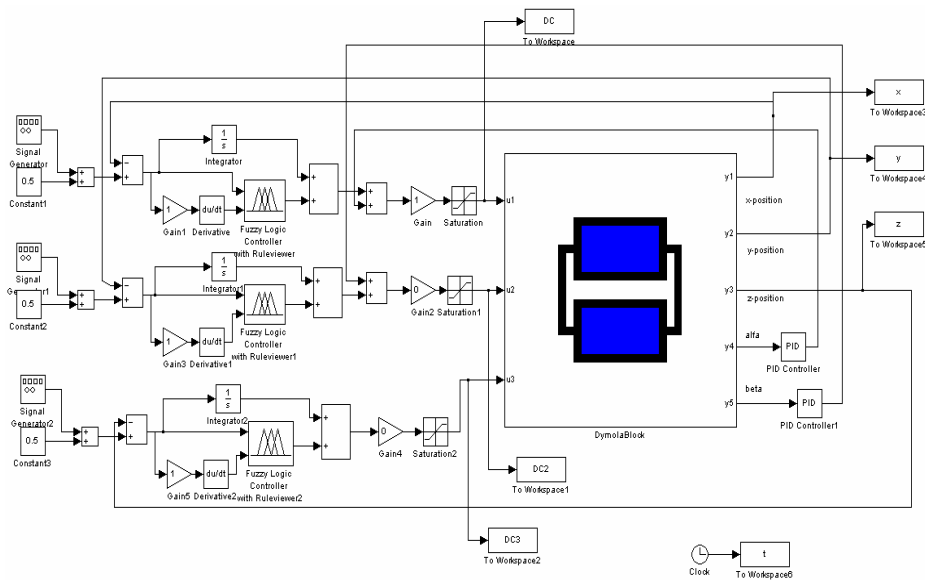 DC
To Workspace
x
To Workspace3
Signal
Generator
1
s
Integrator
0.5
Constant1
1
Gain1
du/dt
Derivative
Fuzzy Logic
Controller
with Ruleviewer
1
Gain
Saturation
u1
y1
x-position
y
To Workspace4
z
To Workspace5
y2
y-position
Signal
Generator1
1
s
Integrator1
0.5
Constant2
1
Gain3
du/dt
Derivative1
Fuzzy Logic
Controller
with Ruleviewer1
0
Gain2
Saturation1
u2
y3
z-position
alfa
y4
PID
PID Controller
Signal
Generator2
1
s
Integrator2
0.5
Constant3
1
Gain5
du/dt
Derivative2
Fuzzy Logic
Controller
with Ruleviewer2
0
Gain4
Saturation2
u3
beta
y5
PID
PID Controller1
DymolaBlock
DC2
To Workspace1
DC3
To Workspace2
Clock
t
To Workspace6